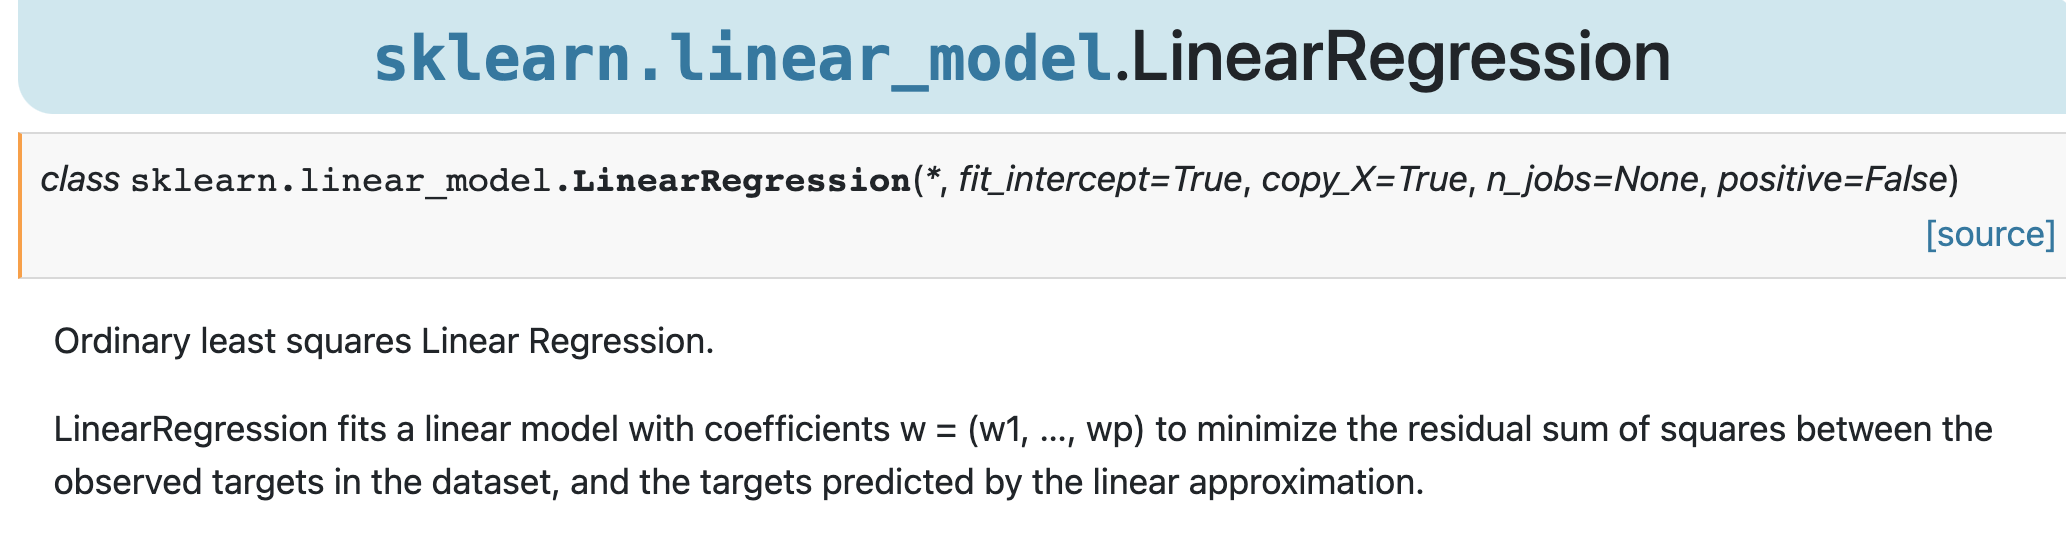 sklearn.linear_model.LinearRegression
class sklearn.linear_model.LinearRegression(*, fit_intercept=True, copy_X=True, n_jobs=None, positive=False)
[source]
Ordinary least squares Linear Regression.
LinearRegression fits a linear model with coefficients w = (w1, ..., wp) to minimize the residual sum of squares between the
observed targets in the dataset, and the targets predicted by the linear approximation.